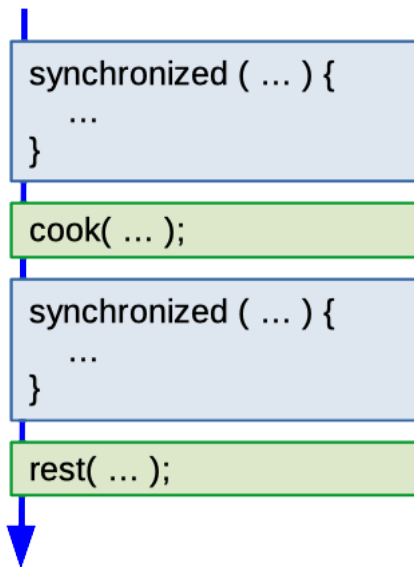 synchronized ( … ) {
…
}
cook( … );
synchronized ( … ) {
…
}
rest( … );